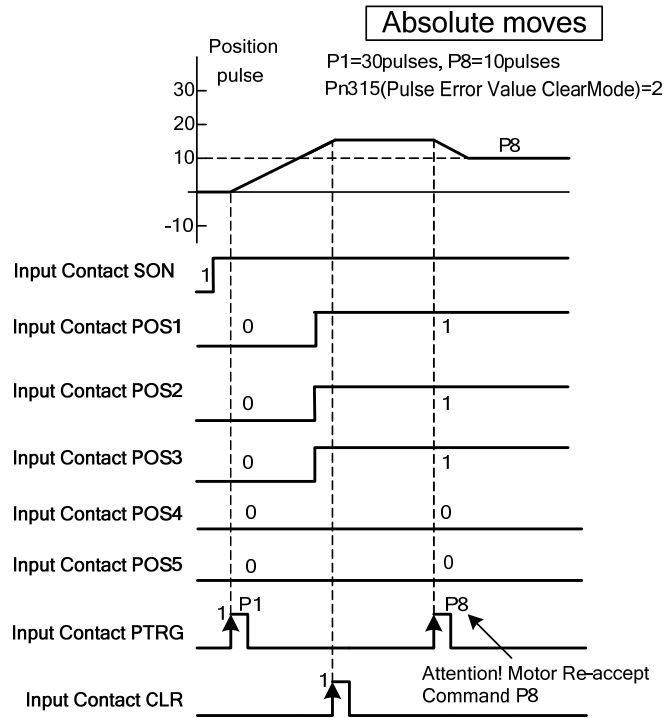 Absolute moves
Position
pulse
P1=30pulses, P8=10pulses
Pn315(Pulse Error Value ClearMode)=2
30
20
10
P8
-10
Input Contact SON
1
Input Contact POS1
0
1
Input Contact POS2
0
1
Input Contact POS3
0
1
Input Contact POS4
0
0
Input Contact POS5
0
0
Input Contact PTRG
1
P1
P8
Attention! Motor Re-accept
Command P8
Input Contact CLR
1